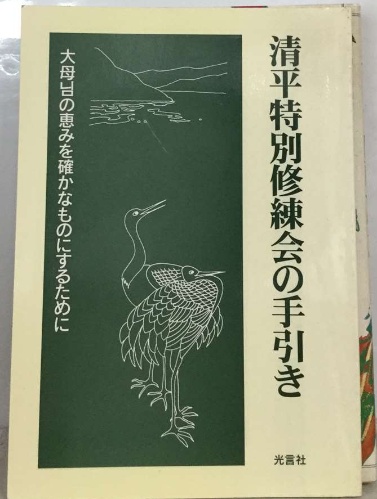 清平特別修練会の手引き
大母님の恵みを確かなものにするために
光言社